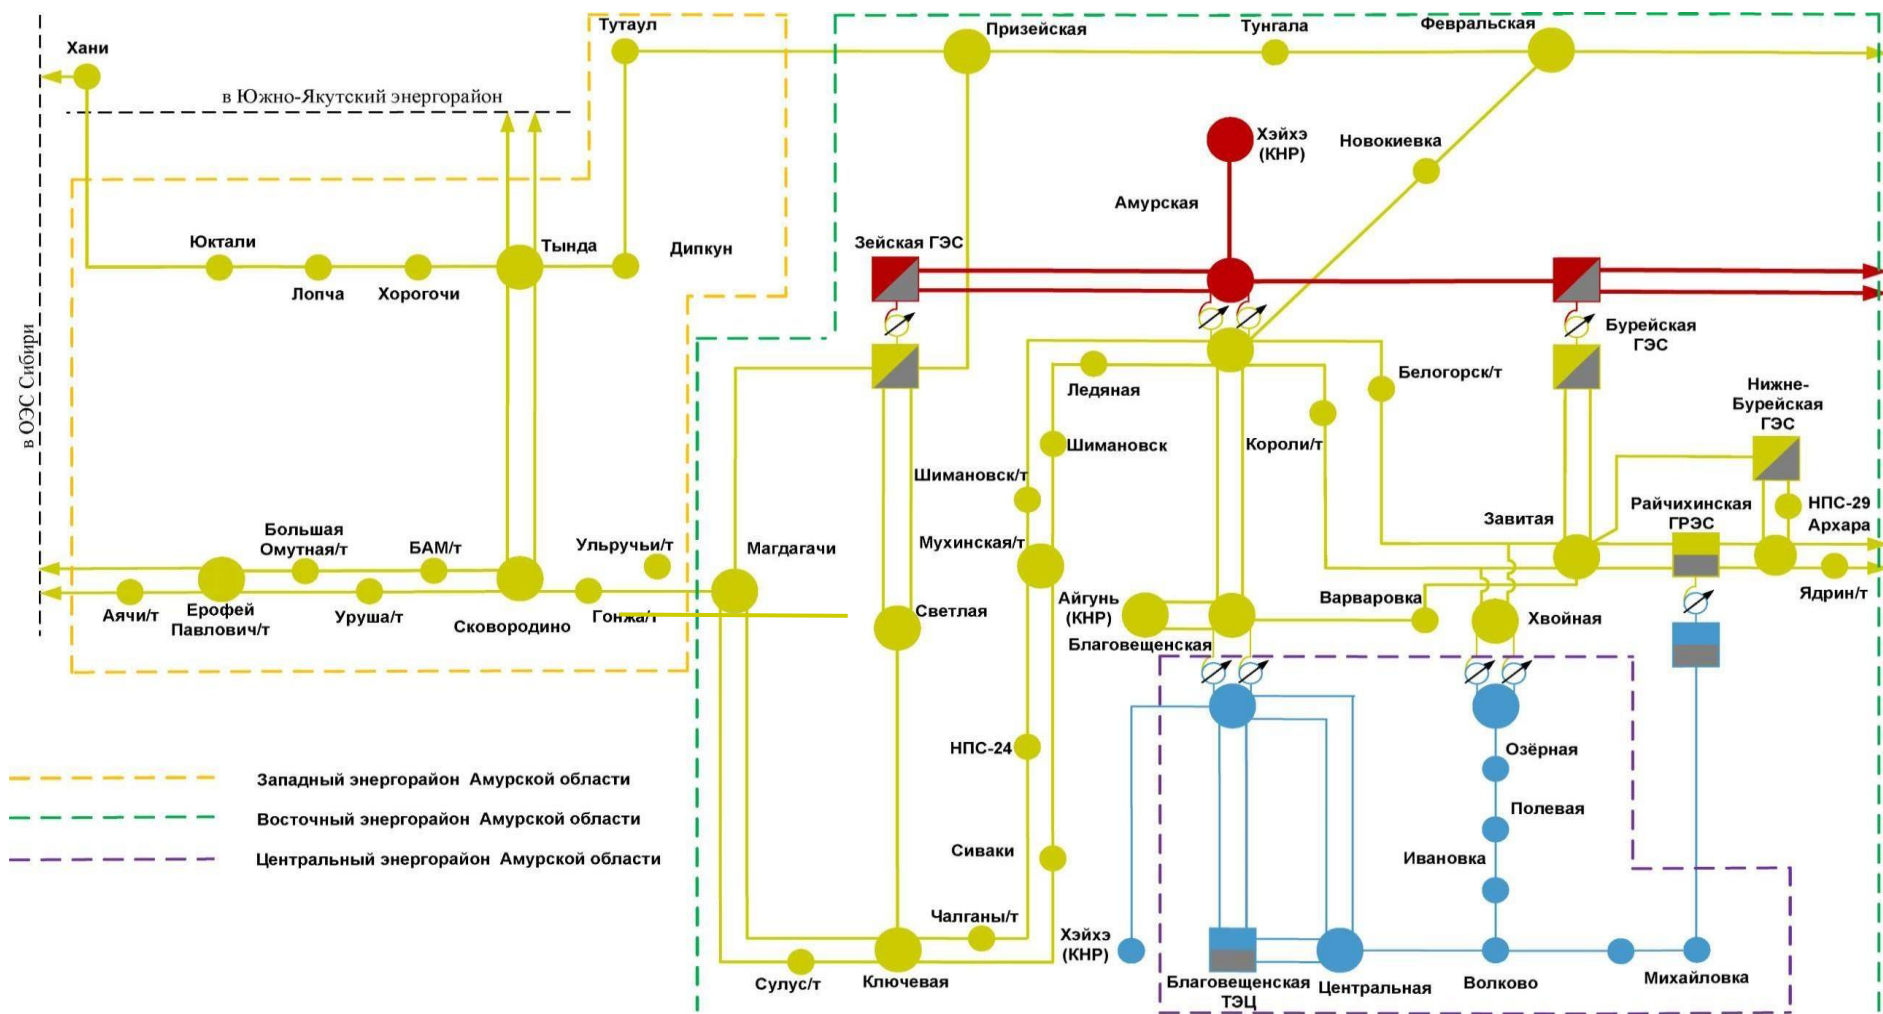 Хани
Тутаул
Призейская
Тунгала
Февральская
в Южно-Якутский энергорайон
Хэйхэ
(КНР)
Новокиевка
Амурская
Юктали
Лопча
Хорогочи
Тында
Дипкун
Зейская ГЭС
Бурейская
ГЭС
в ОЭС Сибири
Ледяная
Белогорск/т
Нижне-
Бурейская
ГЭС
Шимановск
Короли/т
Шимановск/т
Завитая
Райчихинская
ГРЭС
НПС-29
Архара
Большая
Омутная/т
БАМ/т
Ульручьи/т
Магдагачи
Мухинская/т
Аячи/т
Ерофей
Павлович/т
Уруша/т
Сковородино
Гонжа/т
Светлая
Айгунь
(КНР)
Благовещенская
Варваровка
Хвойная
Ядрин/т
НПС-24
Озёрная
Полевая
Ивановка
Западный энергорайон Амурской области
Восточный энергорайон Амурской области
Центральный энергорайон Амурской области
Сиваки
Чалганы/т
Сулус/т
Ключевая
Хэйхэ
(КНР)
Благовещенская
ТЭЦ
Центральная
Волково
Михайловка